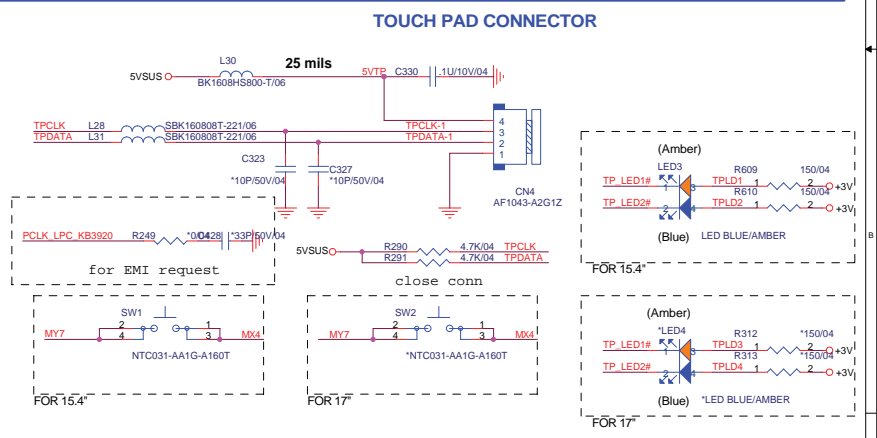 TOUCH PAD CONNECTOR
L30
25 mils
5VSUS
BK1608HS800-T/06
5VTP
C330
.1U/10V/04
TPCLK
L28
SBK160808T-221/06
TPCLK-1
TPDATA
L31
SBK160808T-221/06
TPDATA-1
4
3
2
1
C323
*10P/50V/04
C327
*10P/50V/04
CN4
AF1043-A2G1Z
(Amber)
LED3
TP_LED1#
1
3
TPLD1
R609
1
150/04
2
+3V
TP_LED2#
2
4
TPLD2
R610
1
150/04
2
+3V
(Blue)
LED BLUE/AMBER
FOR 15.4"
B
PCLK_LPC_KB3920
R249
*0/04
C428
*33P/50V/04
for EMI request
5VSUS
R290
4.7K/04
TPCLK
R291
4.7K/04
TPDATA
close conn
SW1
MY7
2
4
1
3
MX4
NTC031-AA1G-A160T
FOR 15.4"
SW2
MY7
2
4
1
3
MX4
*NTC031-AA1G-A160T
FOR 17"
(Amber)
*LED4
TP_LED1#
1
3
TPLD3
R312
1
*150/04
2
+3V
TP_LED2#
2
4
TPLD4
R313
1
*150/04
2
+3V
(Blue)
*LED BLUE/AMBER
FOR 17"